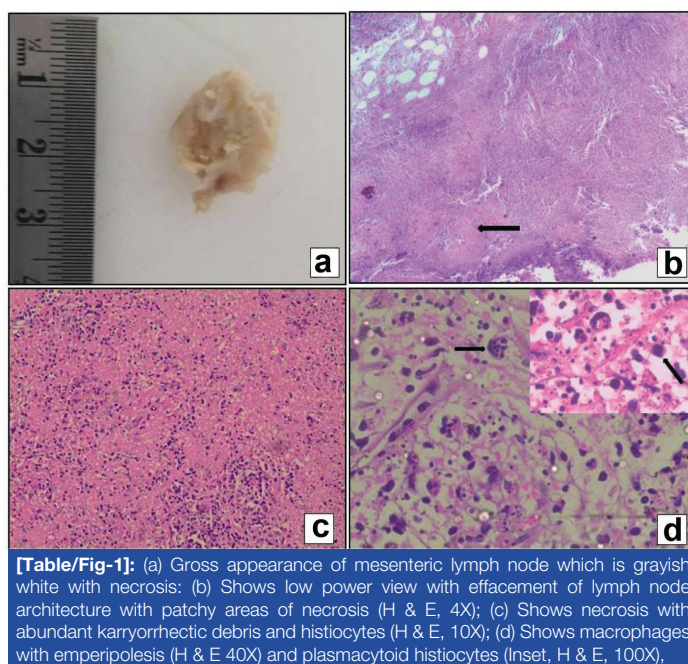 ½
mm
1
2
3
4
a
b
c
d
[Table/Fig-1]: (a) Gross appearance of mesenteric lymph node which is grayish
white with necrosis: (b) Shows low power view with effacement of lymph node
architecture with patchy areas of necrosis (H & E, 4X); (c) Shows necrosis with
abundant karryorrhectic debris and histiocytes (H & E, 10X); (d) Shows macrophages
with emperipolesis (H & E 40X) and plasmacytoid histiocytes (Inset, H & E, 100X),